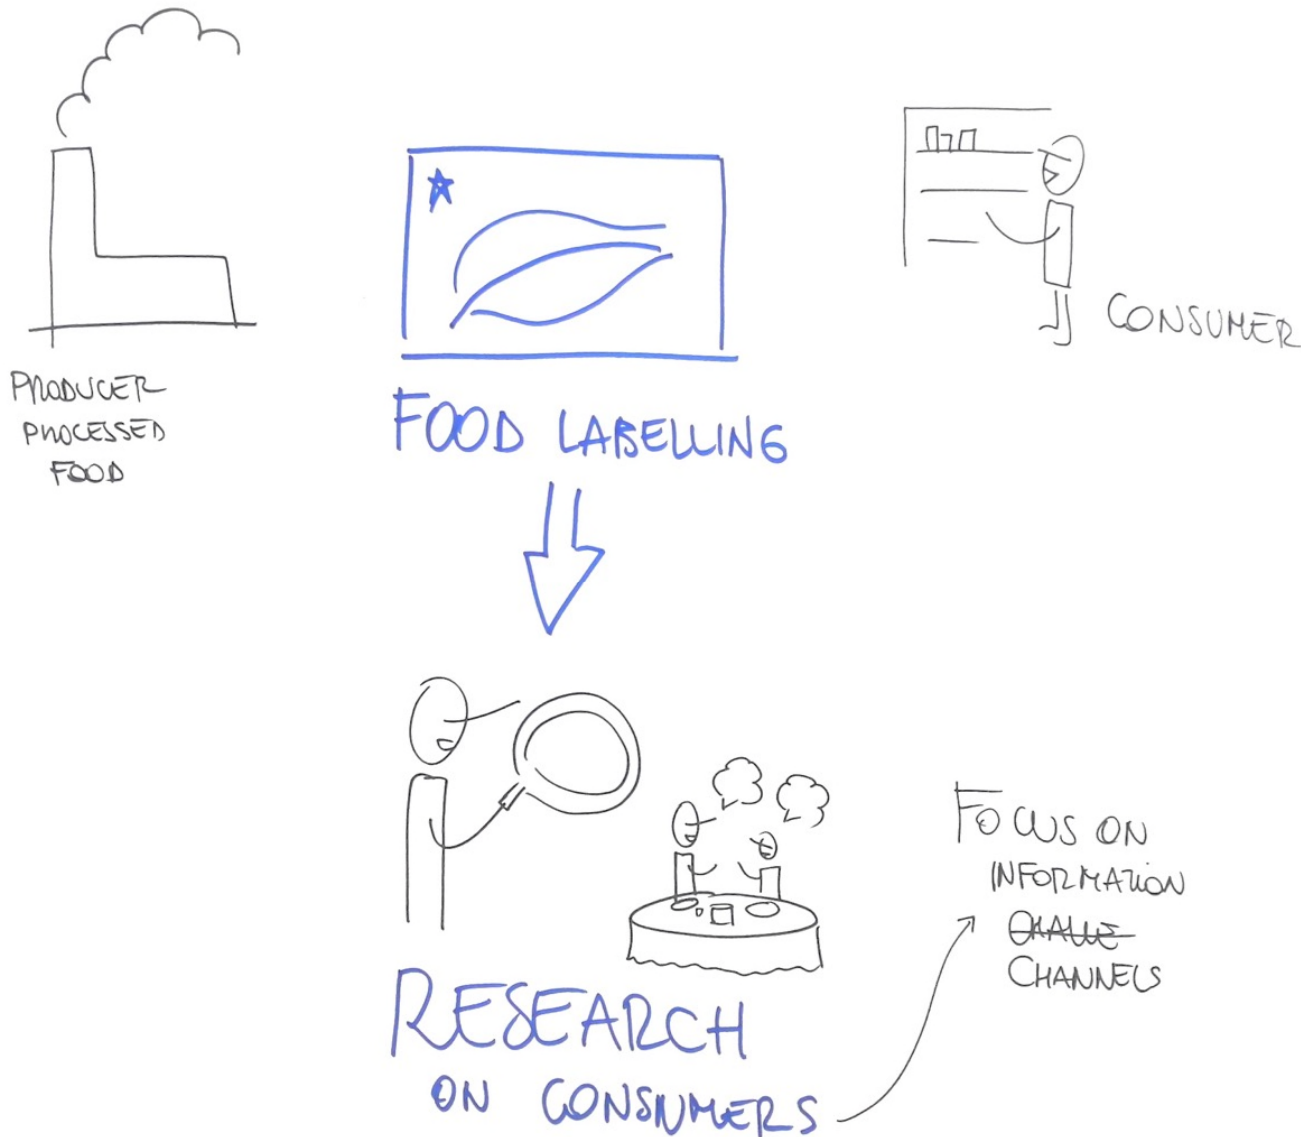 CONSUMER
PRODUCER
PROCESSED
FOOD
FOOD LABELLING
FOCUS ON
INFORMATION
CHANNELS
RESEARCH
ON CONSUMERS